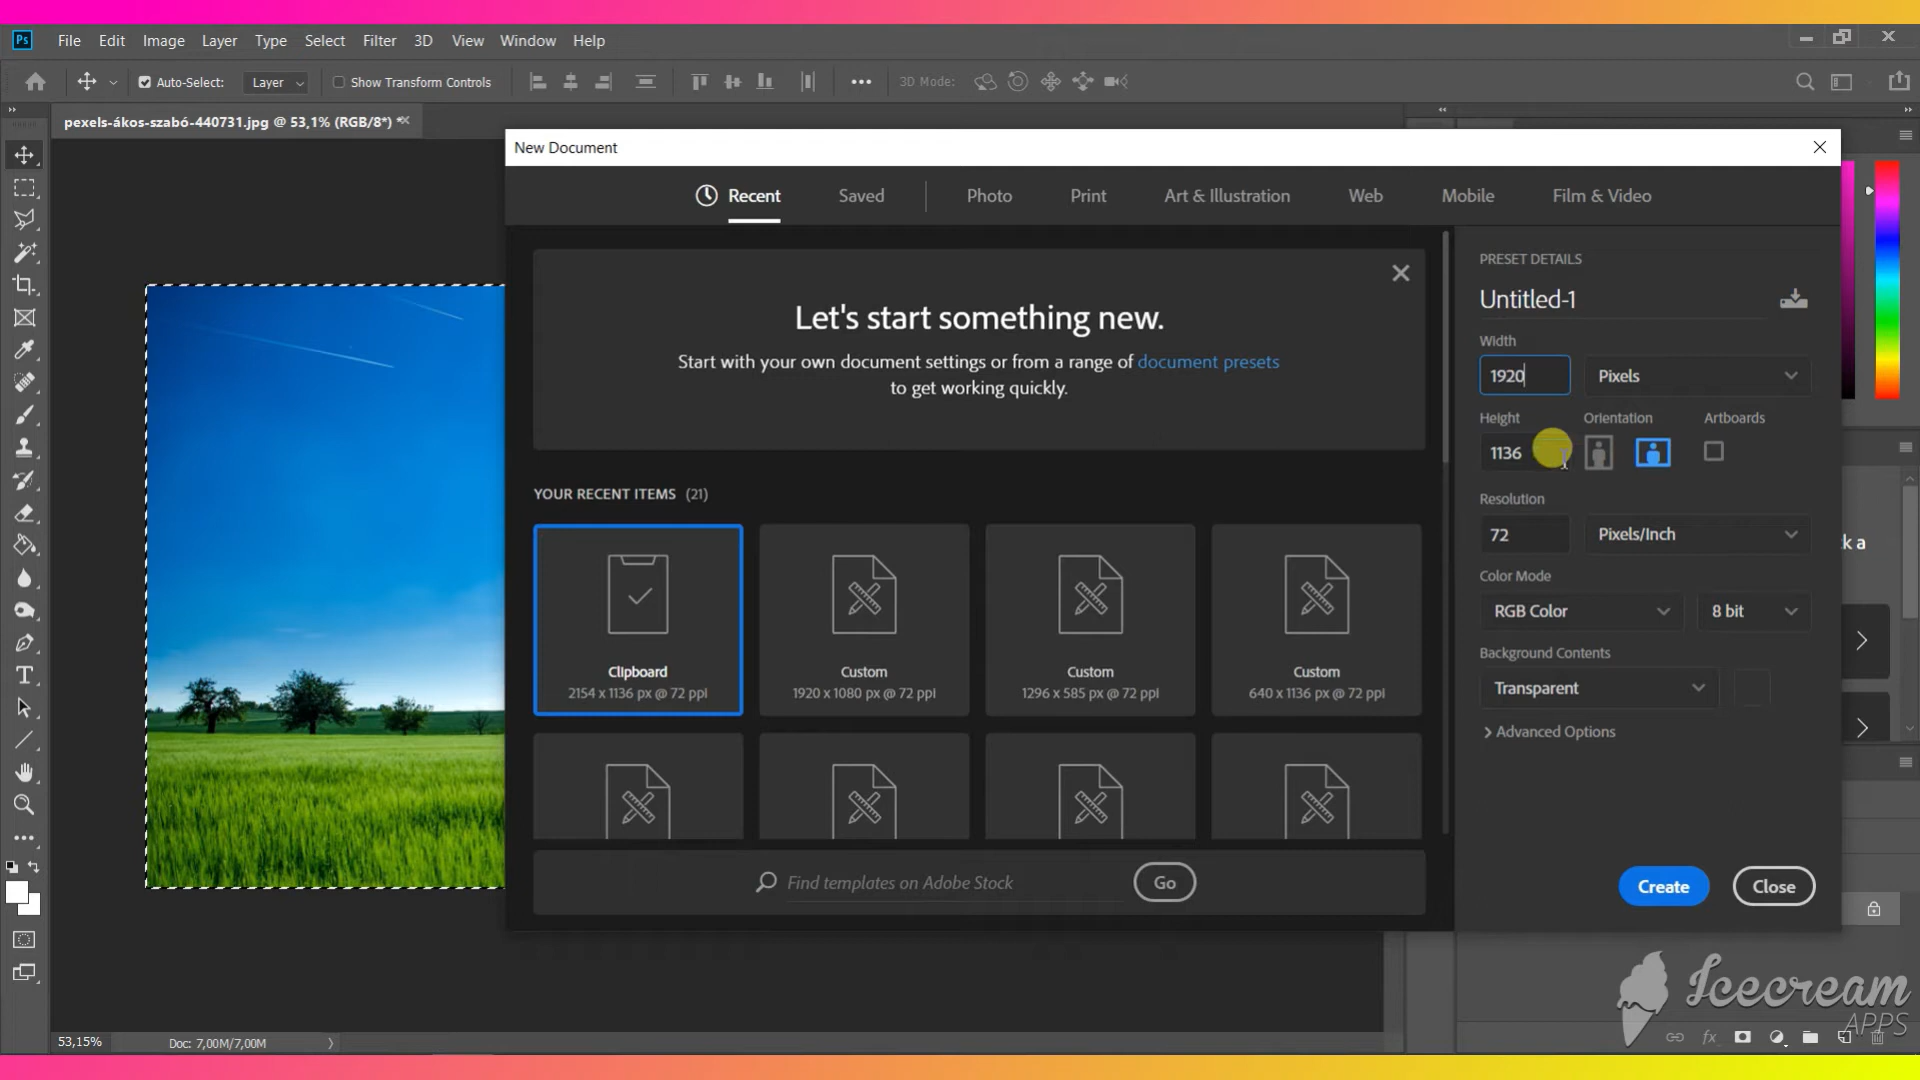 Ps File Edit Image Layer Type Select Filter 3D View Window Help
Auto-Select: Layer Show Transform Controls 3D Mode:
pexels-ákos-szabó-440731.jpg @ 53,1% (RGB/8*) *
New Document
Recent Saved Photo Print Art & Illustration Web Mobile Film & Video
Let's start something new.
Start with your own document settings or from a range of document presets
to get working quickly.
YOUR RECENT ITEMS (21)
Clipboard
2154 x 1136 px @ 72 ppi
Custom
1920 x 1080 px @ 72 ppi
Custom
1296 x 585 px @ 72 ppi
Custom
640 x 1136 px @ 72 ppi
Find templates on Adobe Stock
Go
PRESET DETAILS
Untitled-1
Width
1920 Pixels
Height Orientation Artboards
1136
Resolution
72 Pixels/Inch
Color Mode
RGB Color 8 bit
Background Contents
Transparent
Advanced Options
Create Close
k a
T
fx
53,15% Doc: 7,00M/7,00M
Icecream
APPS